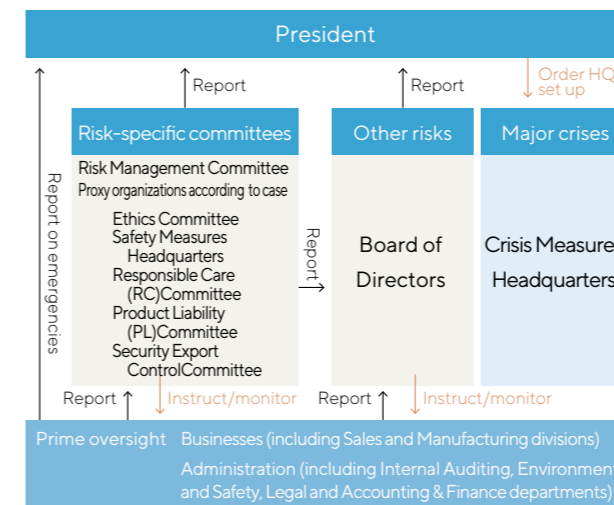 President
Report
Report
Order HQ
set up
Risk-specific committees
Other risks
Major crises
Report on emergencies
Risk Management Committee
Proxy organizations according to case
Ethics Committee
Safety Measures
Headquarters
Responsible Care
(RC)Committee
Product Liability
(PL)Committee
Security Export
ControlCommittee
Report
Board of
Directors
Crisis Measure
Headquarters
Report
Instruct/monitor
Report
Instruct/monitor
Prime oversight
Businesses (including Sales and Manufacturing divisions)
Administration (including Internal Auditing, Environmen
and Safety, Legal and Accounting & Finance departments)